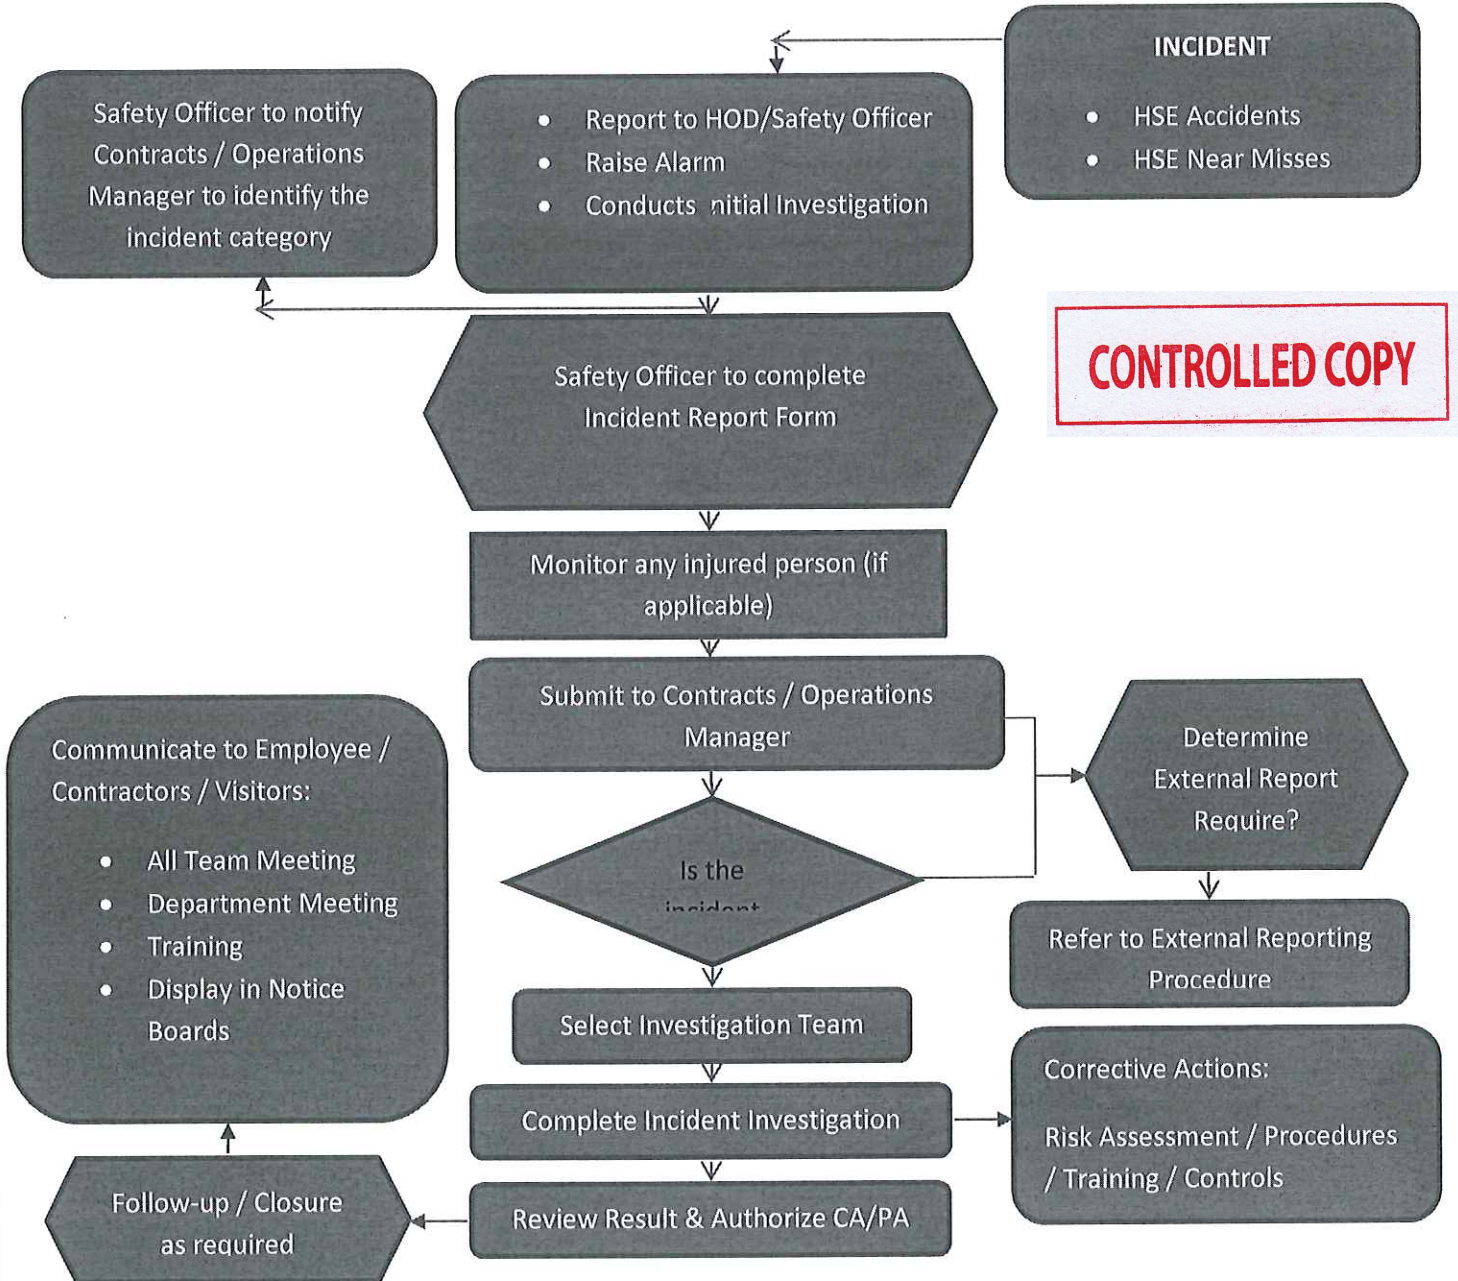 INCIDENT
• HSE Accidents
• HSE Near Misses
• Report to HOD/Safety Officer
• Raise Alarm
• Conducts nitial Investigation
Safety Officer to notify
Contracts / Operations
Manager to identify the
incident category
CONTROLLED COPY
Safety Officer to complete
Incident Report Form
Monitor any injured person (if
applicable)
Submit to Contracts / Operations
Manager
Determine
External Report
Require?
Is the
incident
Refer to External Reporting
Procedure
Select Investigation Team
Complete Incident Investigation
Corrective Actions:
Risk Assessment / Procedures
/ Training / Controls
Review Result & Authorize CA/PA
Follow-up / Closure
as required
Communicate to Employee /
Contractors / Visitors:
• All Team Meeting
• Department Meeting
• Training
• Display in Notice
Boards